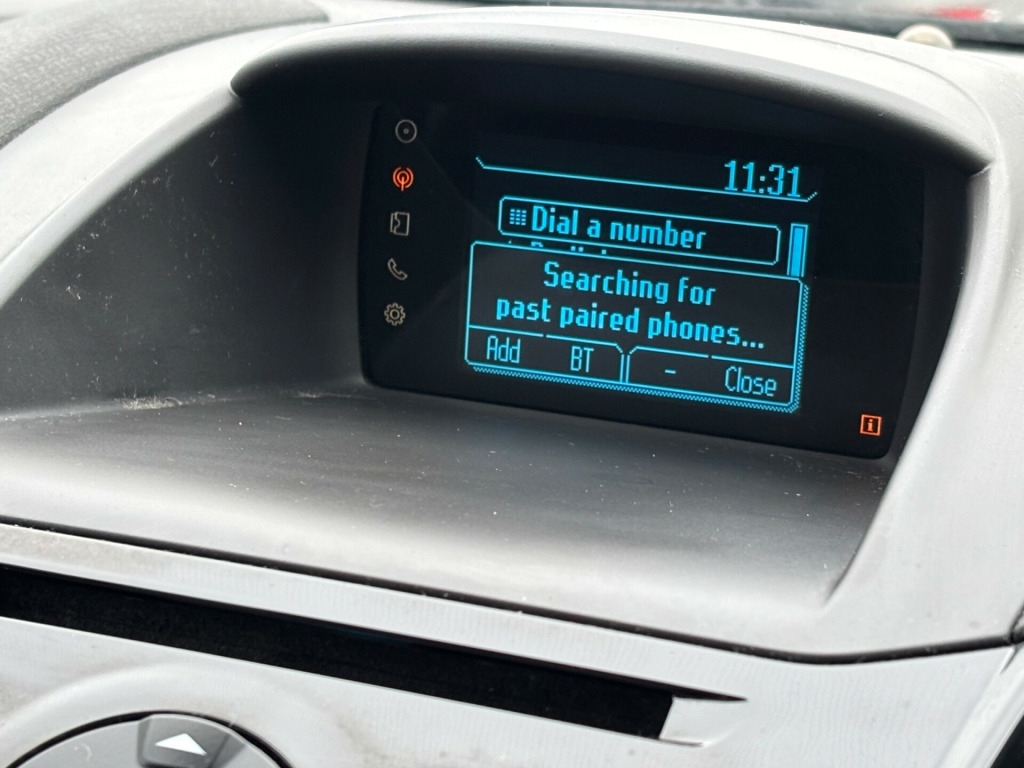 11:31
Dial a number
Searching for
past paired phones...
Add BT - Close
i